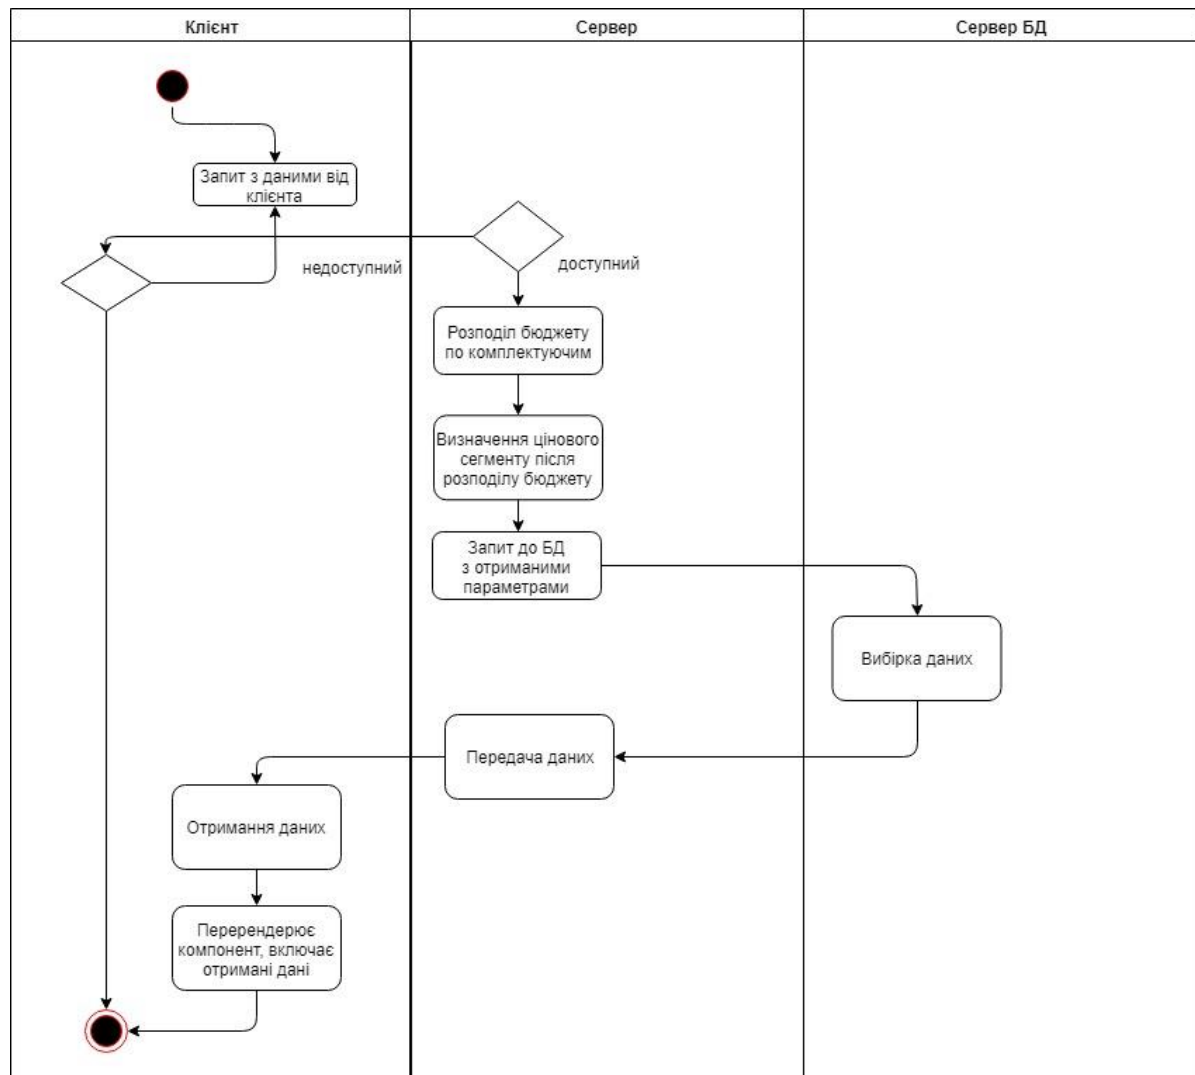 Клієнт
Сервер
Сервер БД
Запит з даними від
клієнта
недоступний
доступний
Розподіл бюджету
по комплектуючим
Визначення цінового
сегменту після
розподілу бюджету
Запит до БД
з отриманими
параметрами
Вибірка даних
Передача даних
Отримання даних
Перерендерює
компонент, включає
отримані дані